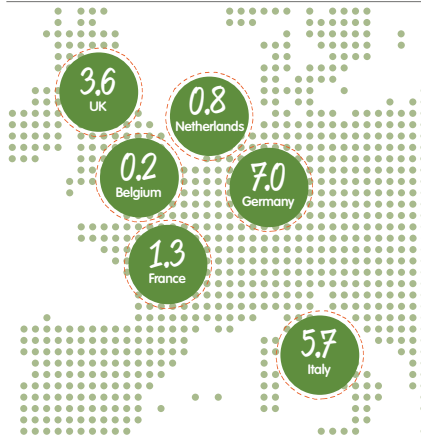 3.6
UK
0.8
Netherlands
0.2
Belgium
7.0
Germany
1.3
France
5.7
Italy